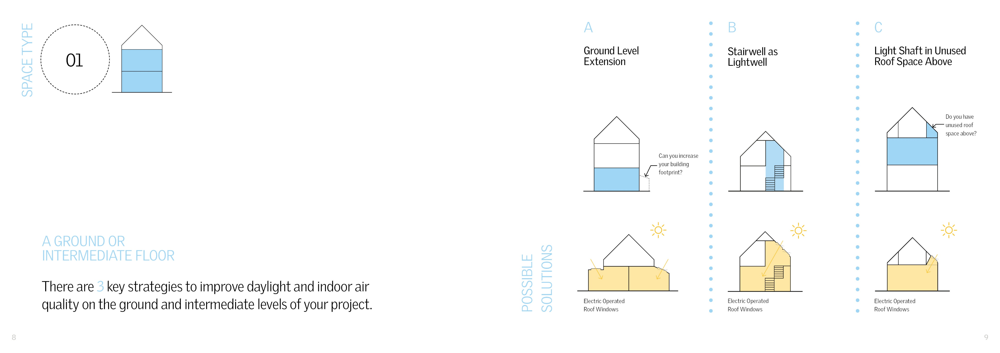 SPACE TYPE
01
A GROUND OR
INTERMEDIATE FLOOR
There are 3 key strategies to improve daylight and indoor air
quality on the ground and intermediate levels of your project.
8
POSSIBLE
SOLUTIONS
A
Ground Level
Extension
Can you increase
your building
footprint?
Electric Operated
Roof Windows
B
Stairwell as
Lightwell
Electric Operated
Roof Windows
C
Light Shaft in Unused
Roof Space Above
Do you have
unused roof
space above?
Electric Operated
Roof Windows
9